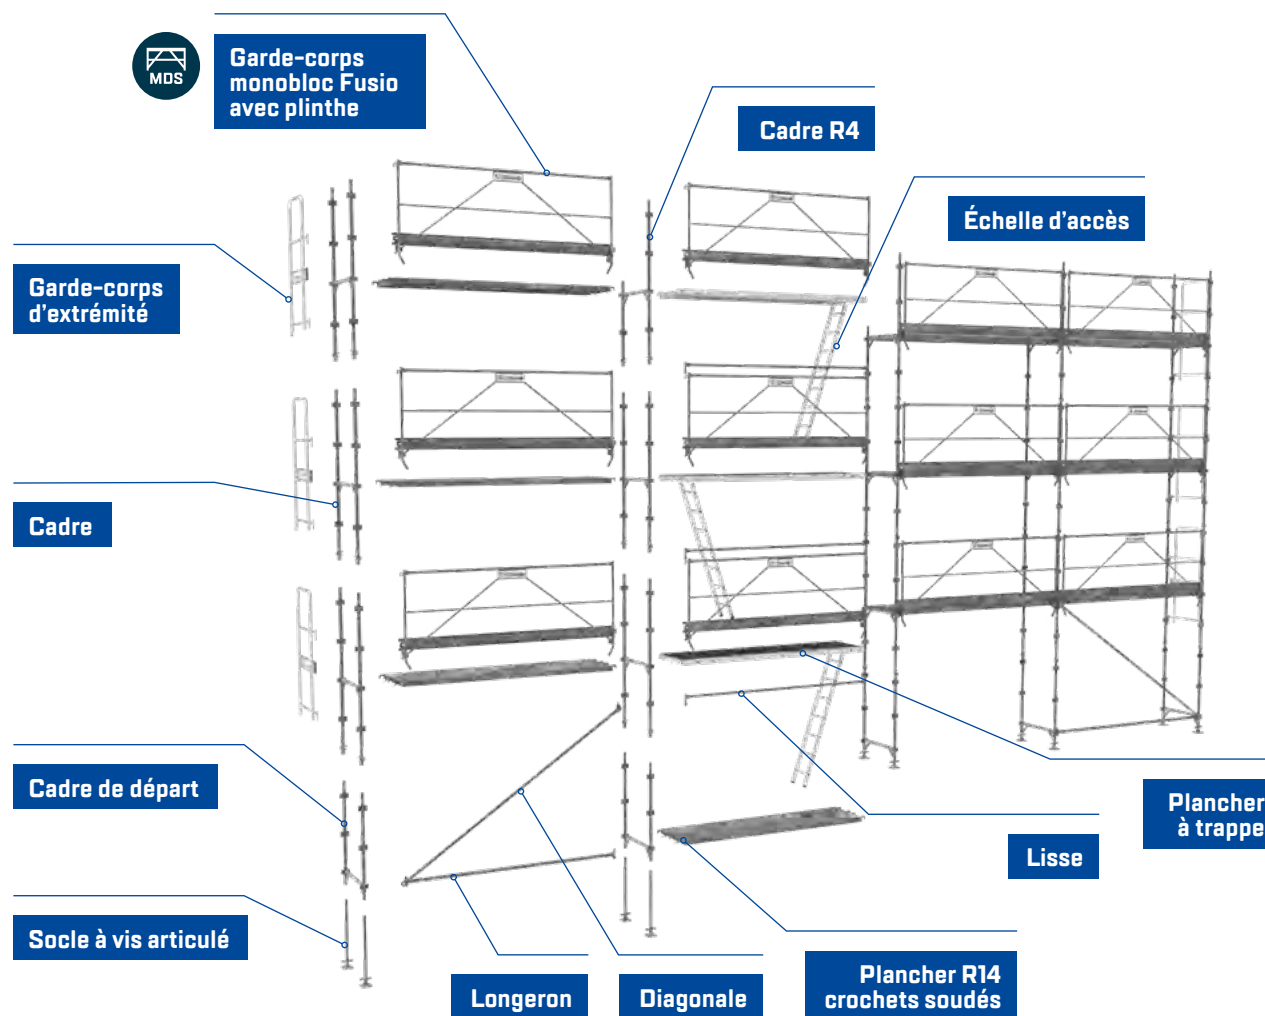 MDS
Garde-corps
monobloc Fusio
avec plinthe
Cadre R4
Échelle d'accès
Garde-corps
d'extrémité
Cadre
Cadre de départ
Plancher
à trappe
Lisse
Socle à vis articulé
Longeron
Diagonale
Plancher R14
crochets soudés